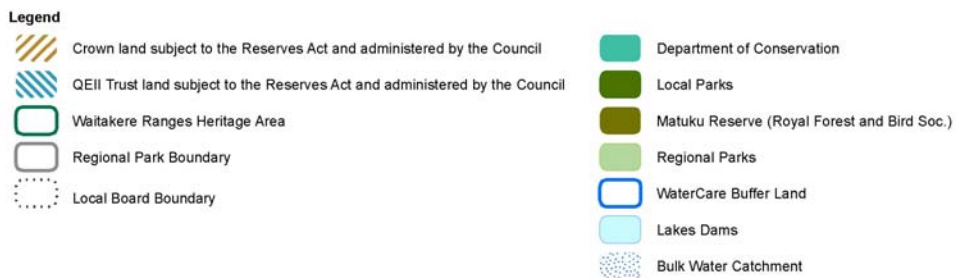 Legend
Crown land subject to the Reserves Act and administered by the Council
QEII Trust land subject to the Reserves Act and administered by the Council
Waitakere Ranges Heritage Area
Regional Park Boundary
Local Board Boundary
Department of Conservation
Local Parks
Matuku Reserve (Royal Forest and Bird Soc.)
Regional Parks
WaterCare Buffer Land
Lakes Dams
Bulk Water Catchment